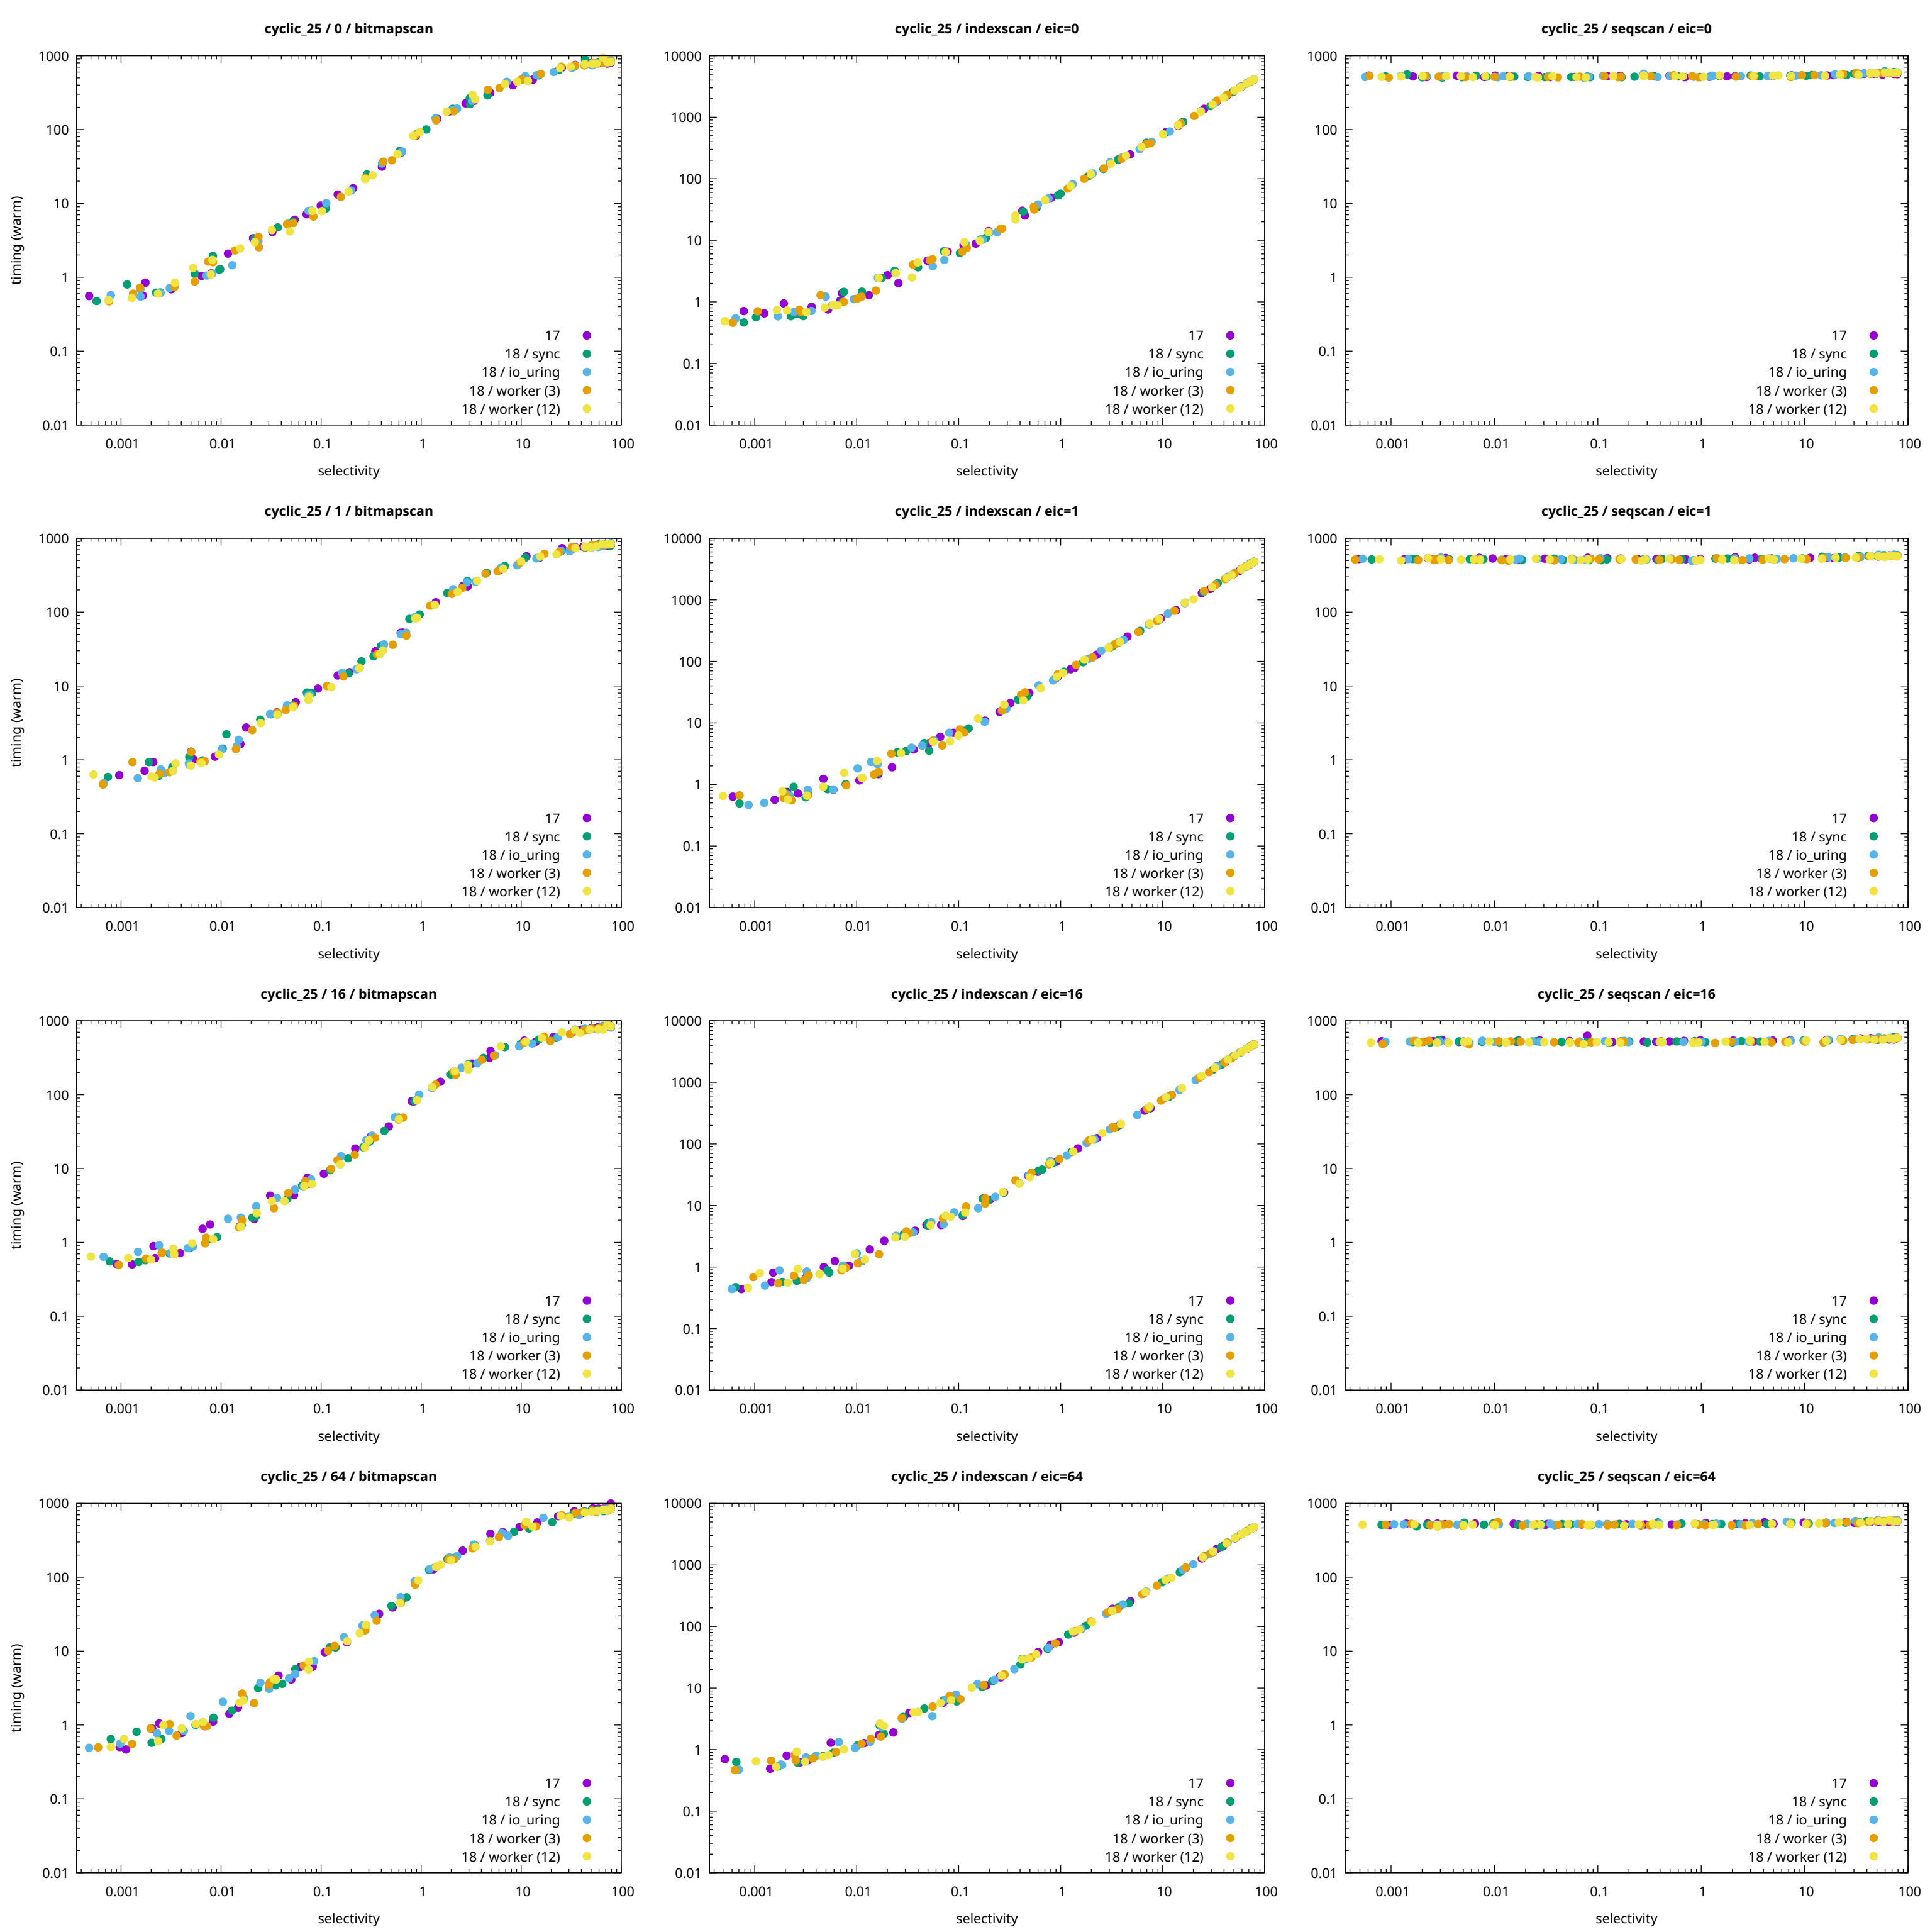 cyclic_25 / 0 / bitmapscan
timing (warm)
1000
100
10
1
0.1
0.01
17
18 / sync
18 / io_uring
18 / worker (3)
18 / worker (12)
0.001 0.01 0.1 1 10 100
selectivity
cyclic_25 / indexscan / eic=0
10000
1000
100
10
1
0.1
0.01
17
18 / sync
18 / io_uring
18 / worker (3)
18 / worker (12)
0.001 0.01 0.1 1 10 100
selectivity
cyclic_25 / seqscan / eic=0
1000
100
10
1
0.1
0.01
17
18 / sync
18 / io_uring
18 / worker (3)
18 / worker (12)
0.001 0.01 0.1 1 10 100
selectivity
cyclic_25 / 1 / bitmapscan
timing (warm)
1000
100
10
1
0.1
0.01
17
18 / sync
18 / io_uring
18 / worker (3)
18 / worker (12)
0.001 0.01 0.1 1 10 100
selectivity
cyclic_25 / indexscan / eic=1
10000
1000
100
10
1
0.1
0.01
17
18 / sync
18 / io_uring
18 / worker (3)
18 / worker (12)
0.001 0.01 0.1 1 10 100
selectivity
cyclic_25 / seqscan / eic=1
1000
100
10
1
0.1
0.01
17
18 / sync
18 / io_uring
18 / worker (3)
18 / worker (12)
0.001 0.01 0.1 1 10 100
selectivity
cyclic_25 / 16 / bitmapscan
timing (warm)
1000
100
10
1
0.1
0.01
17
18 / sync
18 / io_uring
18 / worker (3)
18 / worker (12)
0.001 0.01 0.1 1 10 100
selectivity
cyclic_25 / indexscan / eic=16
10000
1000
100
10
1
0.1
0.01
17
18 / sync
18 / io_uring
18 / worker (3)
18 / worker (12)
0.001 0.01 0.1 1 10 100
selectivity
cyclic_25 / seqscan / eic=16
1000
100
10
1
0.1
0.01
17
18 / sync
18 / io_uring
18 / worker (3)
18 / worker (12)
0.001 0.01 0.1 1 10 100
selectivity
cyclic_25 / 64 / bitmapscan
timing (warm)
1000
100
10
1
0.1
0.01
17
18 / sync
18 / io_uring
18 / worker (3)
18 / worker (12)
0.001 0.01 0.1 1 10 100
selectivity
cyclic_25 / indexscan / eic=64
10000
1000
100
10
1
0.1
0.01
17
18 / sync
18 / io_uring
18 / worker (3)
18 / worker (12)
0.001 0.01 0.1 1 10 100
selectivity
cyclic_25 / seqscan / eic=64
1000
100
10
1
0.1
0.01
17
18 / sync
18 / io_uring
18 / worker (3)
18 / worker (12)
0.001 0.01 0.1 1 10 100
selectivity